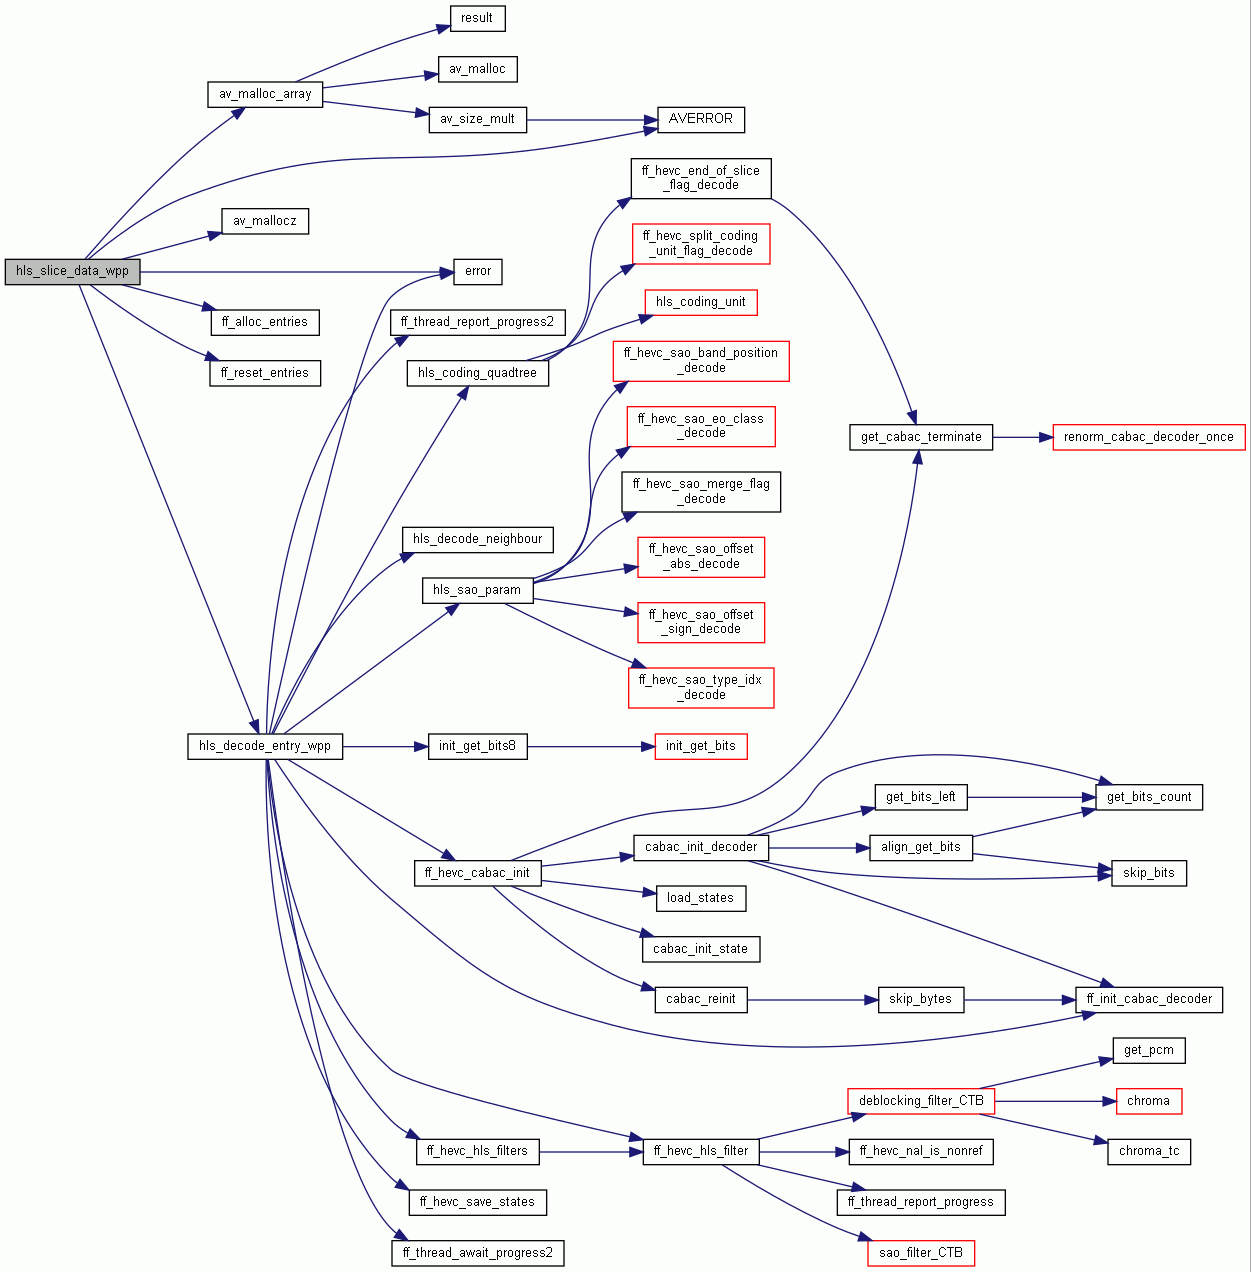 result
av_malloc
av_malloc_array
av_size_mult
AVERROR
ff_hevc_end_of_slice
_flag_decode
av_mallocz
ff_hevc_split_coding
_unit_flag_decode
hls_slice_data_wpp
error
hls_coding_unit
ff_alloc_entries
ff_thread_report_progress2
ff_reset_entries
hls_coding_quadtree
ff_hevc_sao_band_position
_decode
ff_hevc_sao_eo_class
_decode
get_cabac_terminate
renorm_cabac_decoder_once
ff_hevc_sao_merge_flag
_decode
hls_decode_neighbour
ff_hevc_sao_offset
_abs_decode
hls_sao_param
ff_hevc_sao_offset
_sign_decode
ff_hevc_sao_type_idx
_decode
hls_decode_entry_wpp
init_get_bits8
init_get_bits
get_bits_left
get_bits_count
cabac_init_decoder
align_get_bits
ff_hevc_cabac_init
skip_bits
load_states
cabac_init_state
cabac_reinit
skip_bytes
ff_init_cabac_decoder
get_pcm
deblocking_filter_CTB
chroma
ff_hevc_hls_filters
ff_hevc_hls_filter
ff_hevc_nal_is_nonref
chroma_tc
ff_hevc_save_states
ff_thread_report_progress
ff_thread_await_progress2
sao_filter_CTB